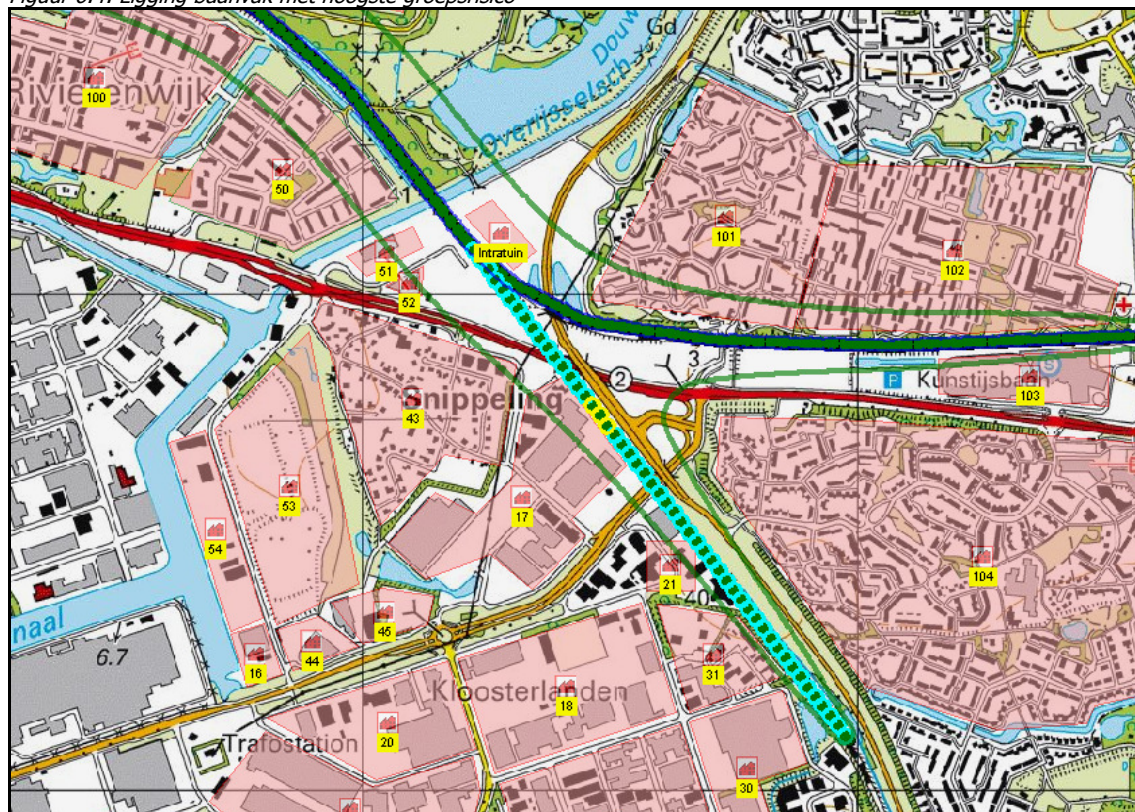 Figuur 6.4. Ligging baanvak met hoogste groepsrisico
Gd
Douw
Overijsselsch
Rivierenwijk
100
50
101
102
Intratuin
51
52
3
2
P
Kunstijsbaan
S
103
Snippeling
43
17
53
54
104
21
40
45
naal
6.7
16
44
31
Kloosterlanden
18
20
Trafostation
30